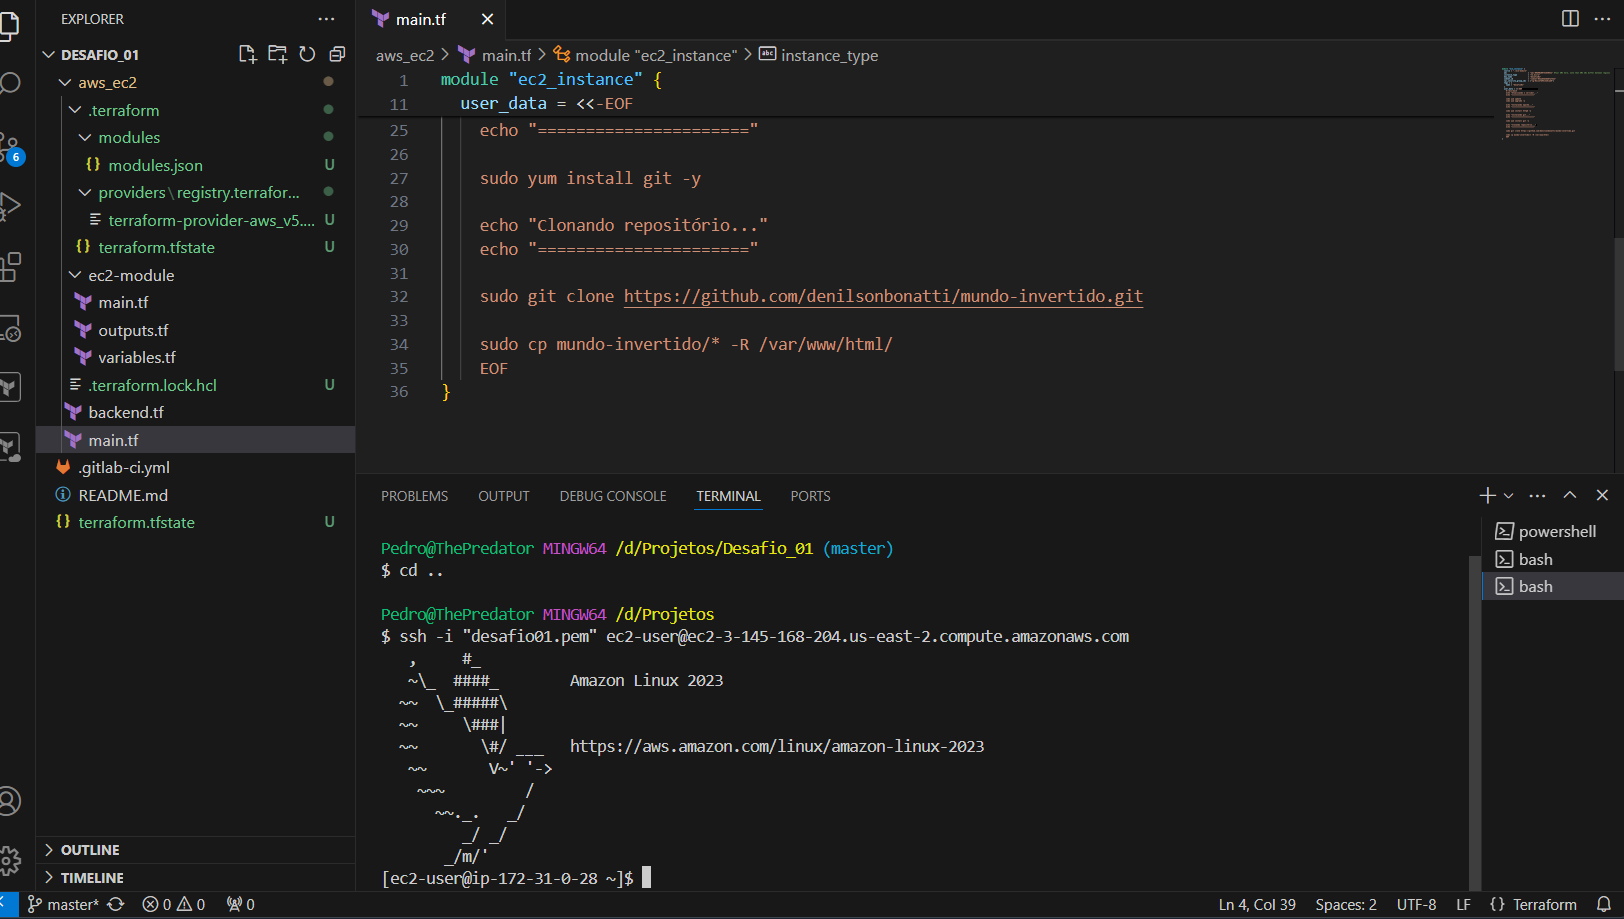 EXPLORER
DESAFIO_01
aws_ec2
.terraform
modules
{} modules.json U
providers\registry.terrafor...
terraform-provider-aws_v5.... U
{} terraform.tfstate U
ec2-module
main.tf
outputs.tf
variables.tf
.terraform.lock.hcl U
backend.tf
main.tf
.gitlab-ci.yml
README.md
{} terraform.tfstate U
OUTLINE
TIMELINE
6
main.tf
aws_ec2 > main.tf > module "ec2_instance" > abc instance_type
1 module "ec2_instance" {
11 user_data = <<-EOF
25 echo "======================"
26
27 sudo yum install git -y
28
29 echo "Clonando repositório..."
30 echo "======================"
31
32 sudo git clone https://github.com/denilsonbonatti/mundo-invertido.git
33
34 sudo cp mundo-invertido/* -R /var/www/html/
35 EOF
36 }
PROBLEMS OUTPUT DEBUG CONSOLE TERMINAL PORTS
Pedro@ThePredator MINGW64 /d/Projetos/Desafio_01 (master)
$ cd ..
Pedro@ThePredator MINGW64 /d/Projetos
$ ssh -i "desafio01.pem" ec2-user@ec2-3-145-168-204.us-east-2.compute.amazonaws.com
   ,     #_
   ~\_  ####_        Amazon Linux 2023
  ~~  \_#####\
  ~~     \###|
  ~~       \#/ ___   https://aws.amazon.com/linux/amazon-linux-2023
   ~~       V~' '->
    ~~~         /
      ~~._.   _/
         _/ _/
       _/m/'
[ec2-user@ip-172-31-0-28 ~]$
powershell
bash
bash
master* 0 0 0
Ln 4, Col 39 Spaces: 2 UTF-8 LF {} Terraform